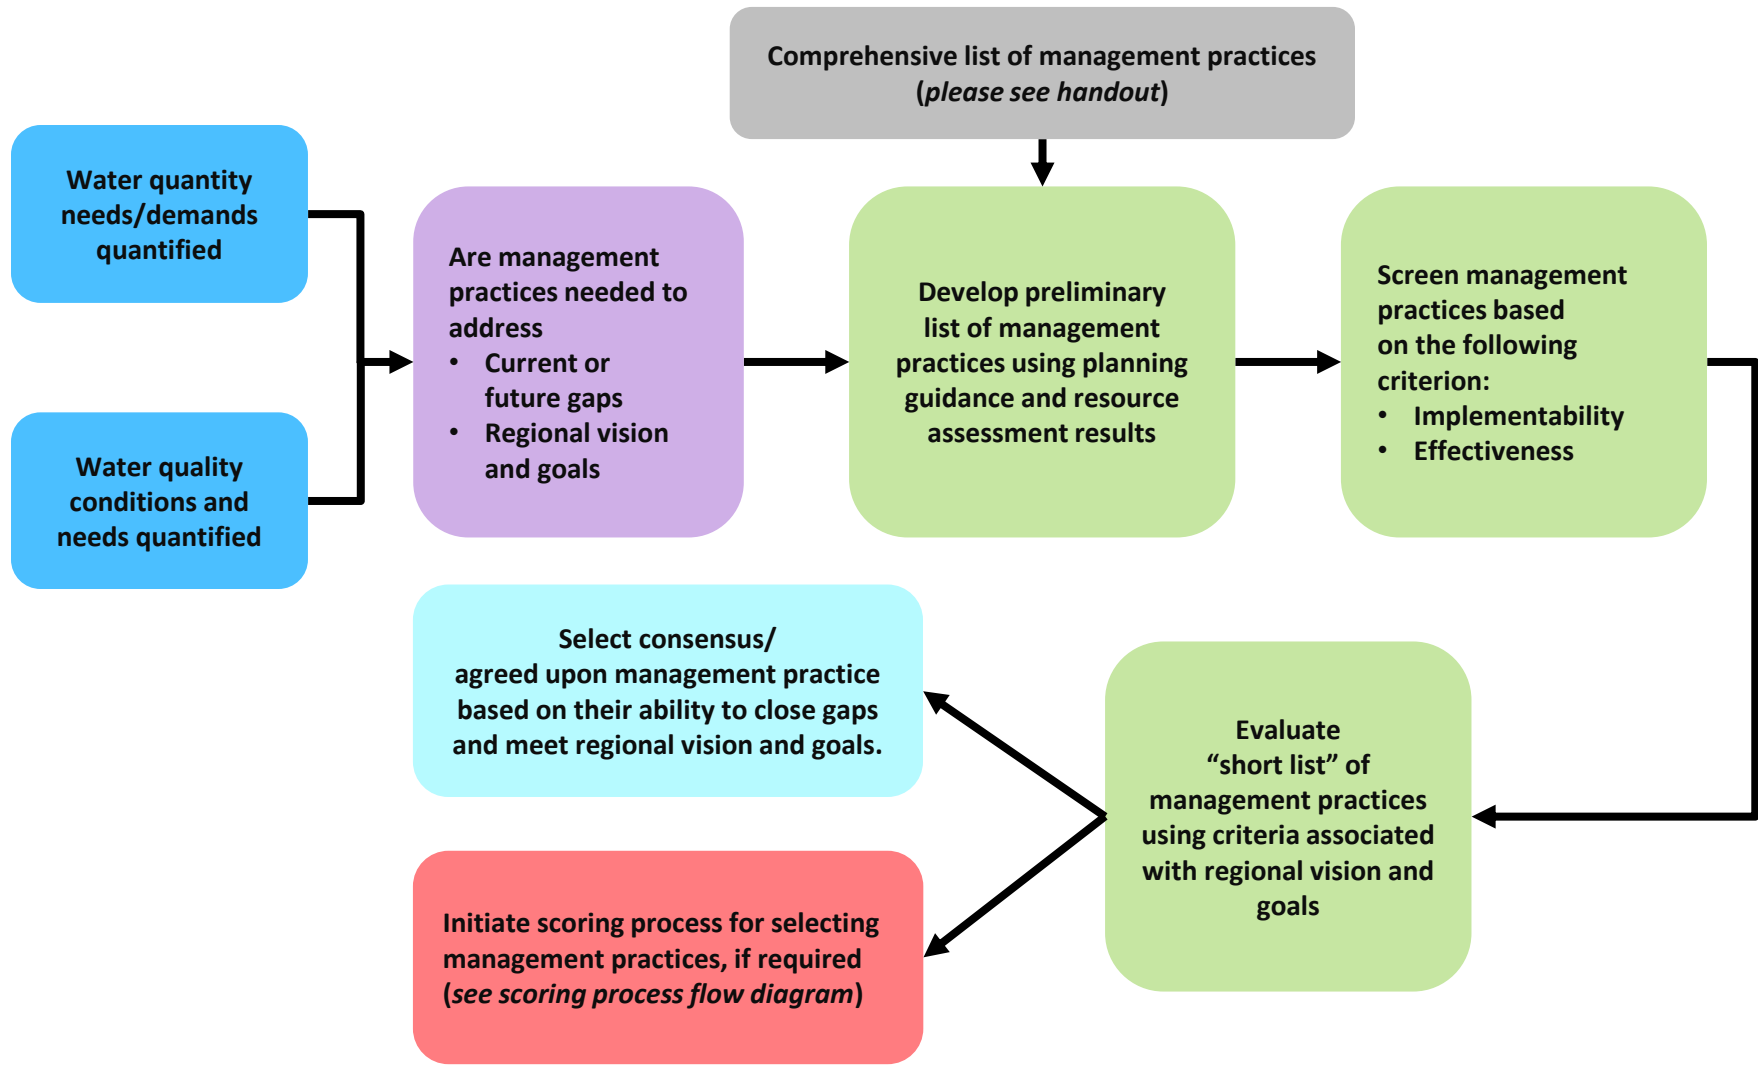 Comprehensive list of management practices
(please see handout)
Water quantity
needs/demands
quantified
Water quality
conditions and
needs quantified
Are management
practices needed to
address
• Current or
future gaps
• Regional vision
and goals
Develop preliminary
list of management
practices using planning
guidance and resource
assessment results
Screen management
practices based
on the following
criterion:
• Implementability
• Effectiveness
Evaluate
“short list” of
management practices
using criteria associated
with regional vision and
goals
Select consensus/
agreed upon management practice
based on their ability to close gaps
and meet regional vision and goals.
Initiate scoring process for selecting
management practices, if required
(see scoring process flow diagram)